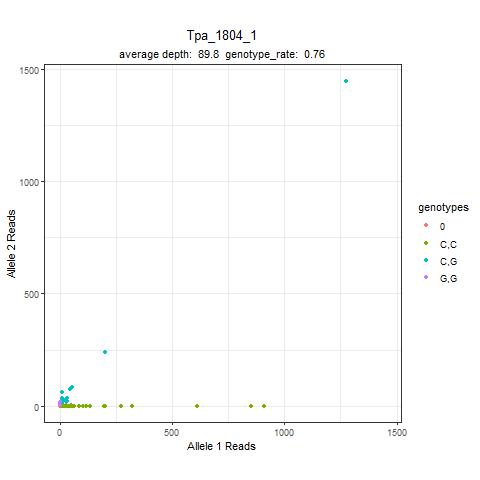 Tpa_1804_1
average depth: 89.8 genotype_rate: 0.76
1500
1000
500
0
Allele 2 Reads
0 500 1000 1500
Allele 1 Reads
genotypes
0
C,C
C,G
G,G